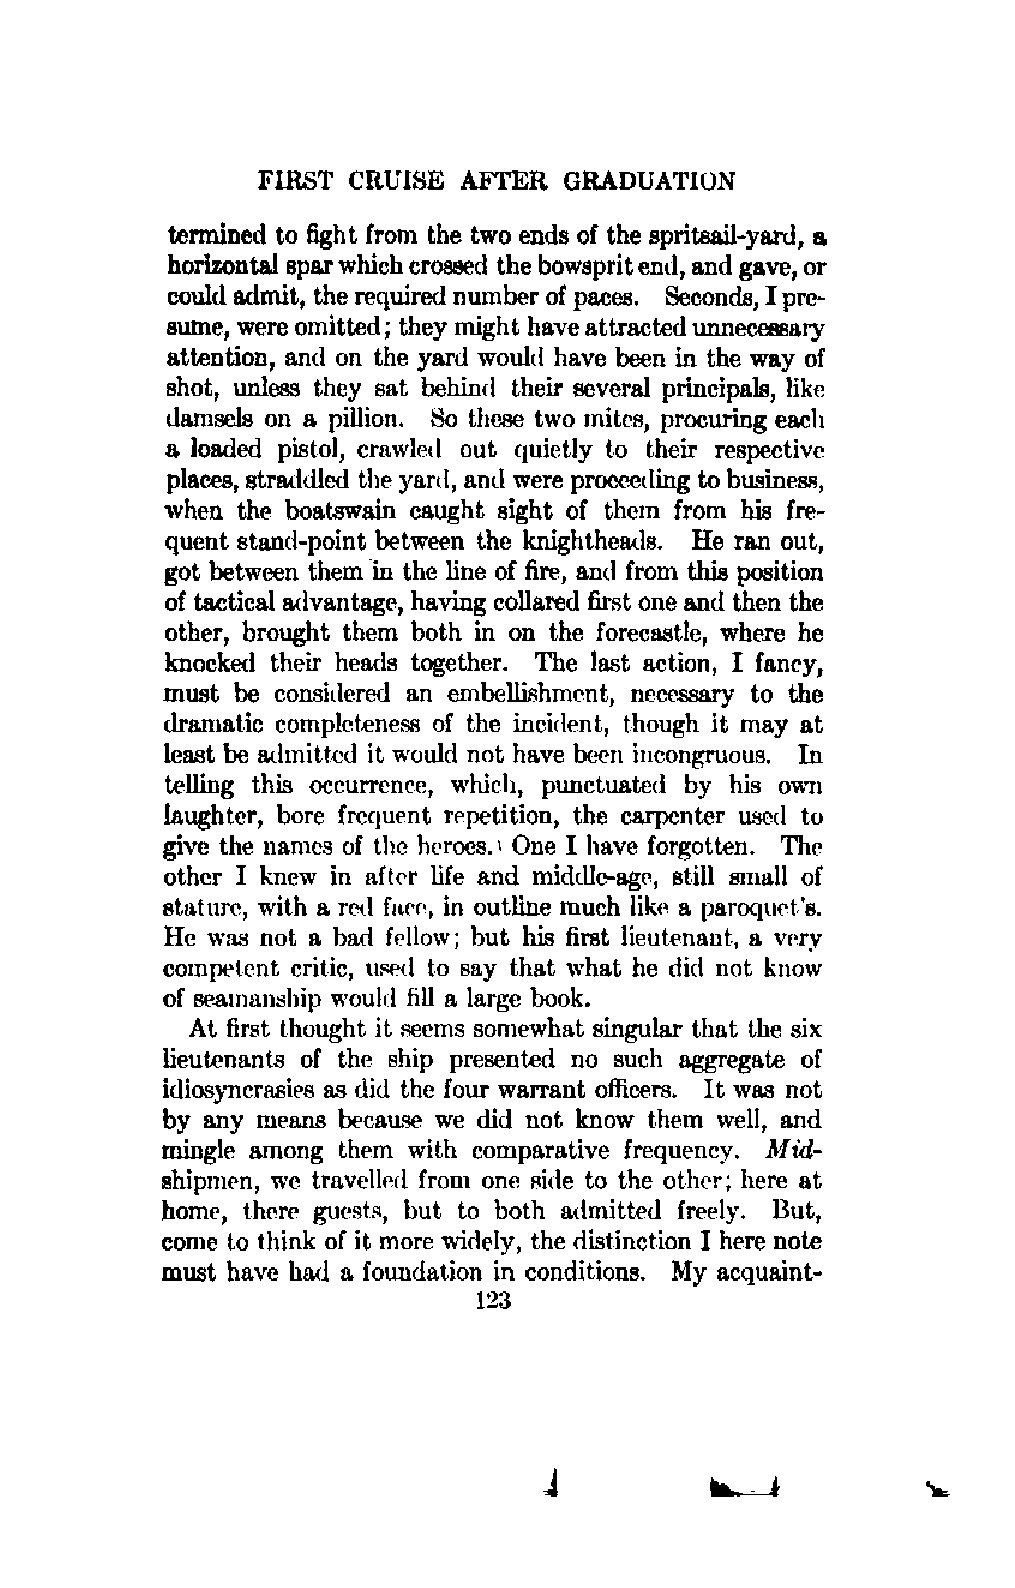 FIRST CRUISE AFTER GRADUATION
termined to fight from the two ends of the spritsail-yard, a
horizontal spar which crossed the bowsprit end, and gave, or
could admit, the required number of paces. Seconds, I pre-
sume, were omitted; they might have attracted unnecessary
attention, and on the yard would have been in the way of
shot, unless they sat behind their several principals, like
damsels on a pillion. So these two mites, procuring each
a loaded pistol, crawled out quietly to their respective
places, straddled the yard, and were proceeding to business,
when the boatswain caught sight of them from his fre-
quent stand-point between the knightheads. He ran out,
got between them in the line of fire, and from this position
of tactical advantage, having collared first one and then the
other, brought them both in on the forecastle, where he
knocked their heads together. The last action, I fancy,
must be considered an embellishment, necessary to the
dramatic completeness of the incident, though it may at
least be admitted it would not have been incongruous. In
telling this occurrence, which, punctuated by his own
laughter, bore frequent repetition, the carpenter used to
give the names of the heroes. One I have forgotten. The
other I knew in after life and middle-age, still small of
stature, with a red face, in outline much like a paroquet's.
He was not a bad fellow; but his first lieutenant, a very
competent critic, used to say that what he did not know
of seamanship would fill a large book.
At first thought it seems somewhat singular that the six
lieutenants of the ship presented no such aggregate of
idiosyncrasies as did the four warrant officers. It was not
by any means because we did not know them well, and
mingle among them with comparative frequency. Mid-
shipmen, we travelled from one side to the other; here at
home, there guests, but to both admitted freely. But,
come to think of it more widely, the distinction I here note
must have had a foundation in conditions. My acquaint-
123